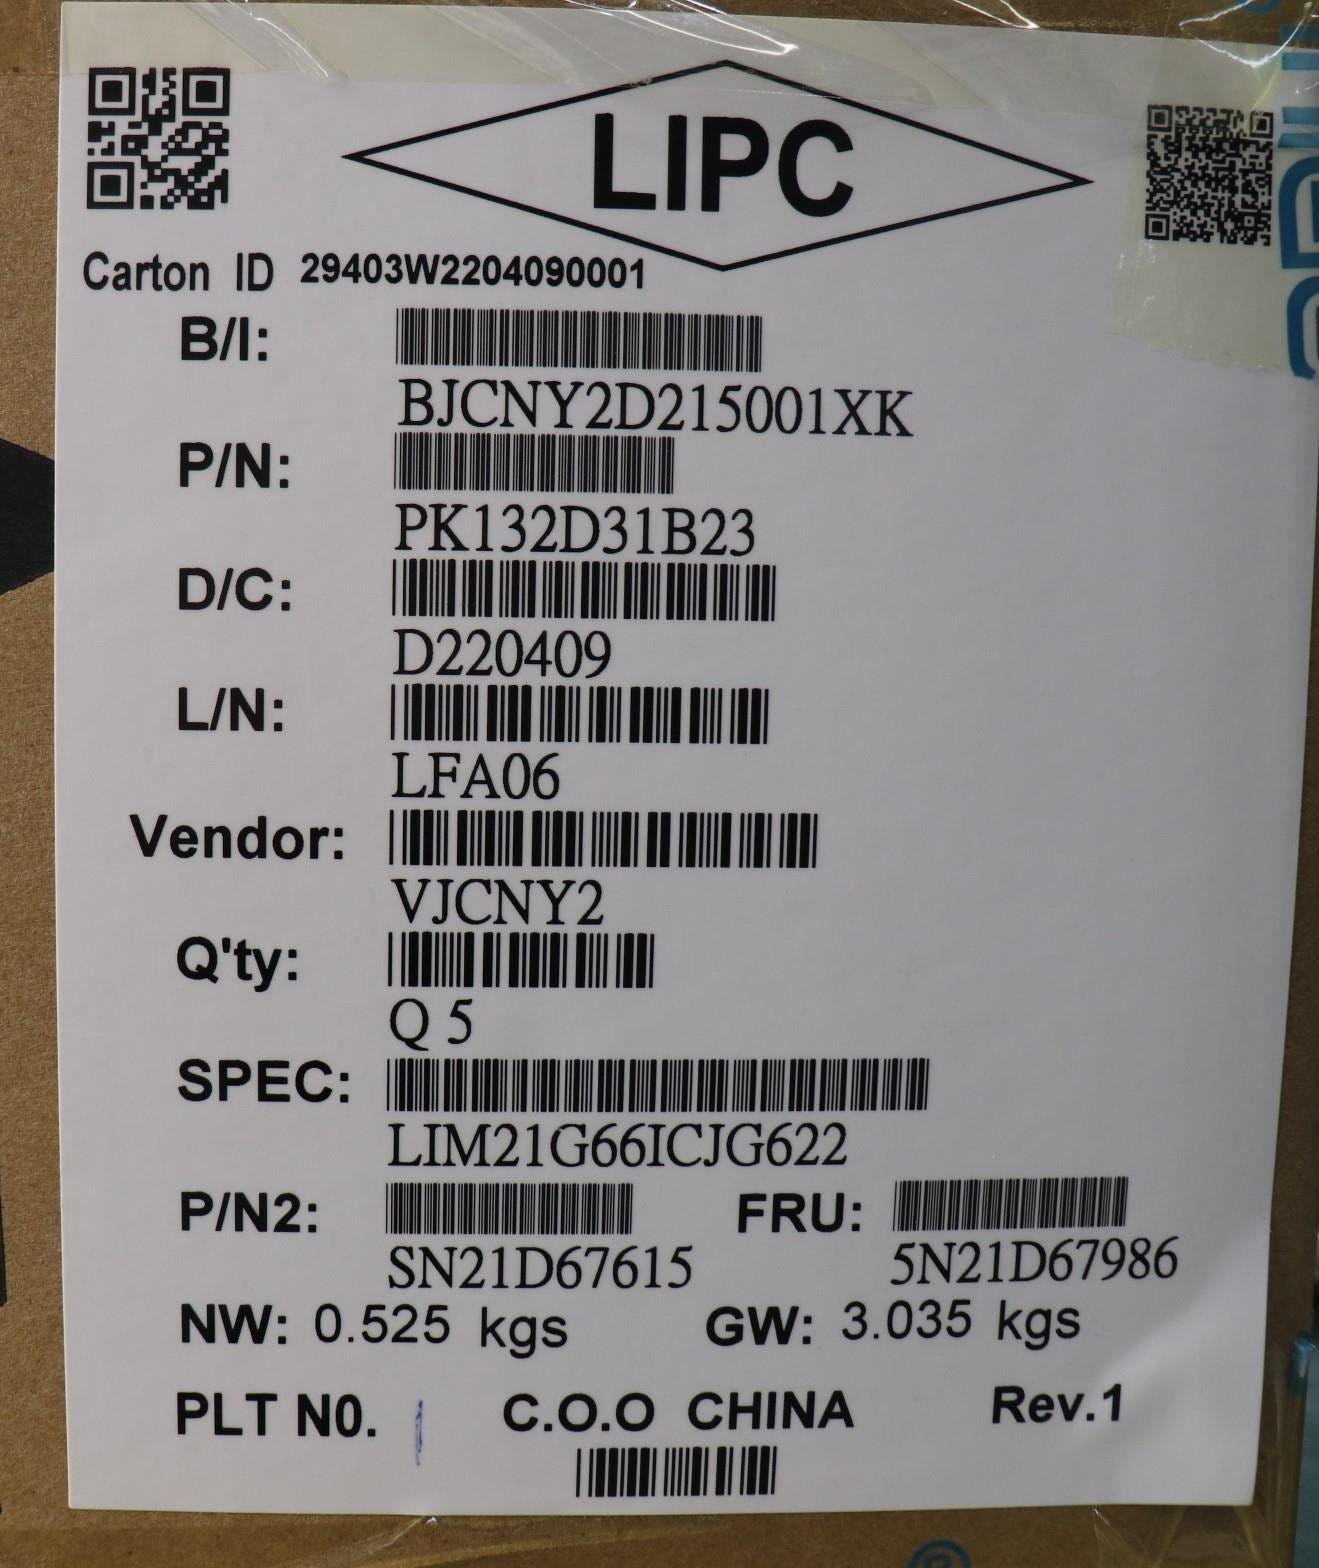 LIPC
Carton ID 29403W2204090001
B/I:
BJCNY2D215001XK
P/N:
PK132D31B23
D/C:
D220409
L/N:
LFA06
Vendor:
VJCNY2
Q'ty:
Q 5
SPEC:
LIM21G66ICJG622
P/N2: FRU:
SN21D67615 5N21D67986
NW: 0.525 kgs GW: 3.035 kgs
PLT N0. 1 C.O.O CHINA Rev.1